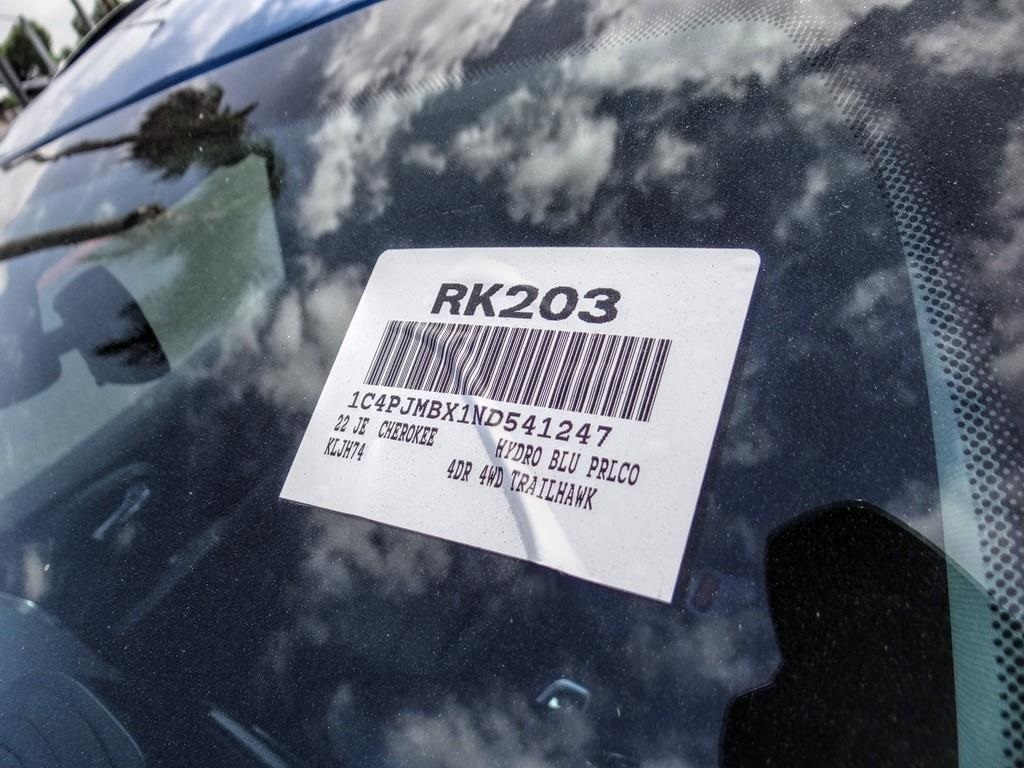 RK203
1C4PJMBX1ND541247
22 JE CHEROKEE HYDRO BLU PRLCO
KLJH74 4DR 4WD TRAILHAWK